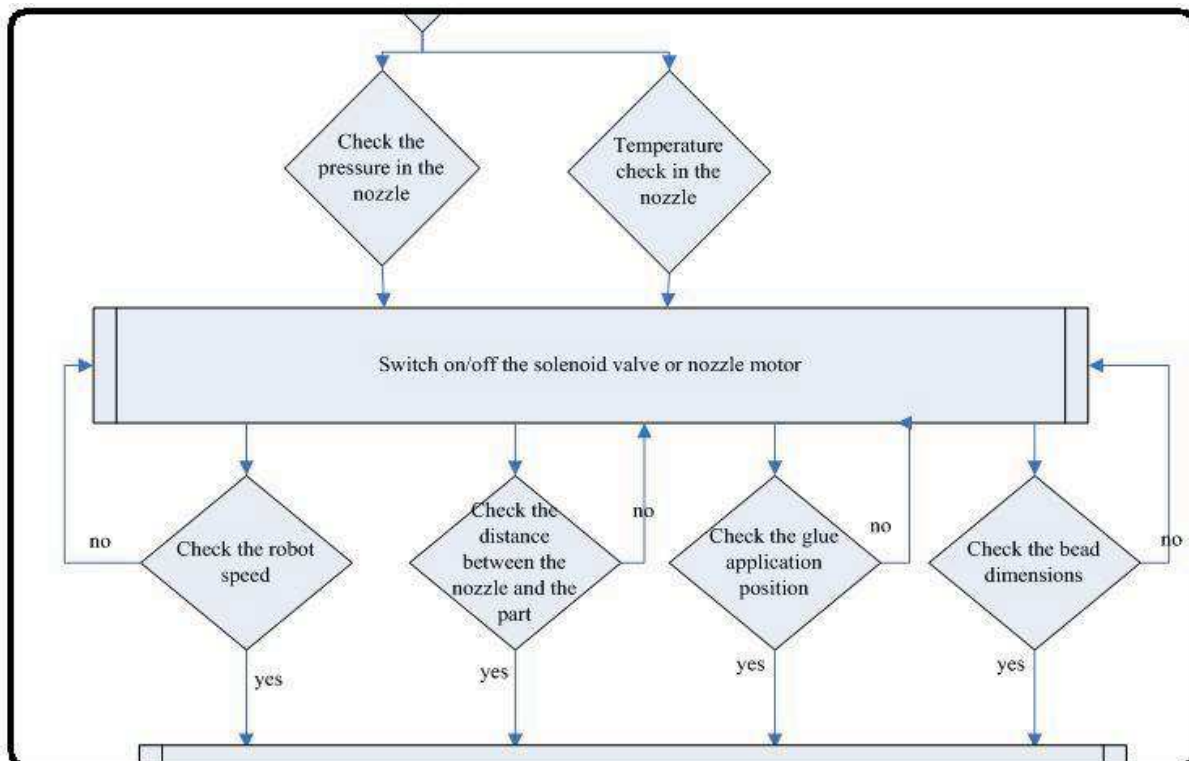 Check the
pressure in the
nozzle
Temperature
check in the
nozzle
Switch on/off the solenoid valve or nozzle motor
no
Check the robot
speed
yes
Check the
distance
between the
nozzle and the
part
no
yes
Check the glue
application
position
no
yes
Check the bead
dimensions
no
yes